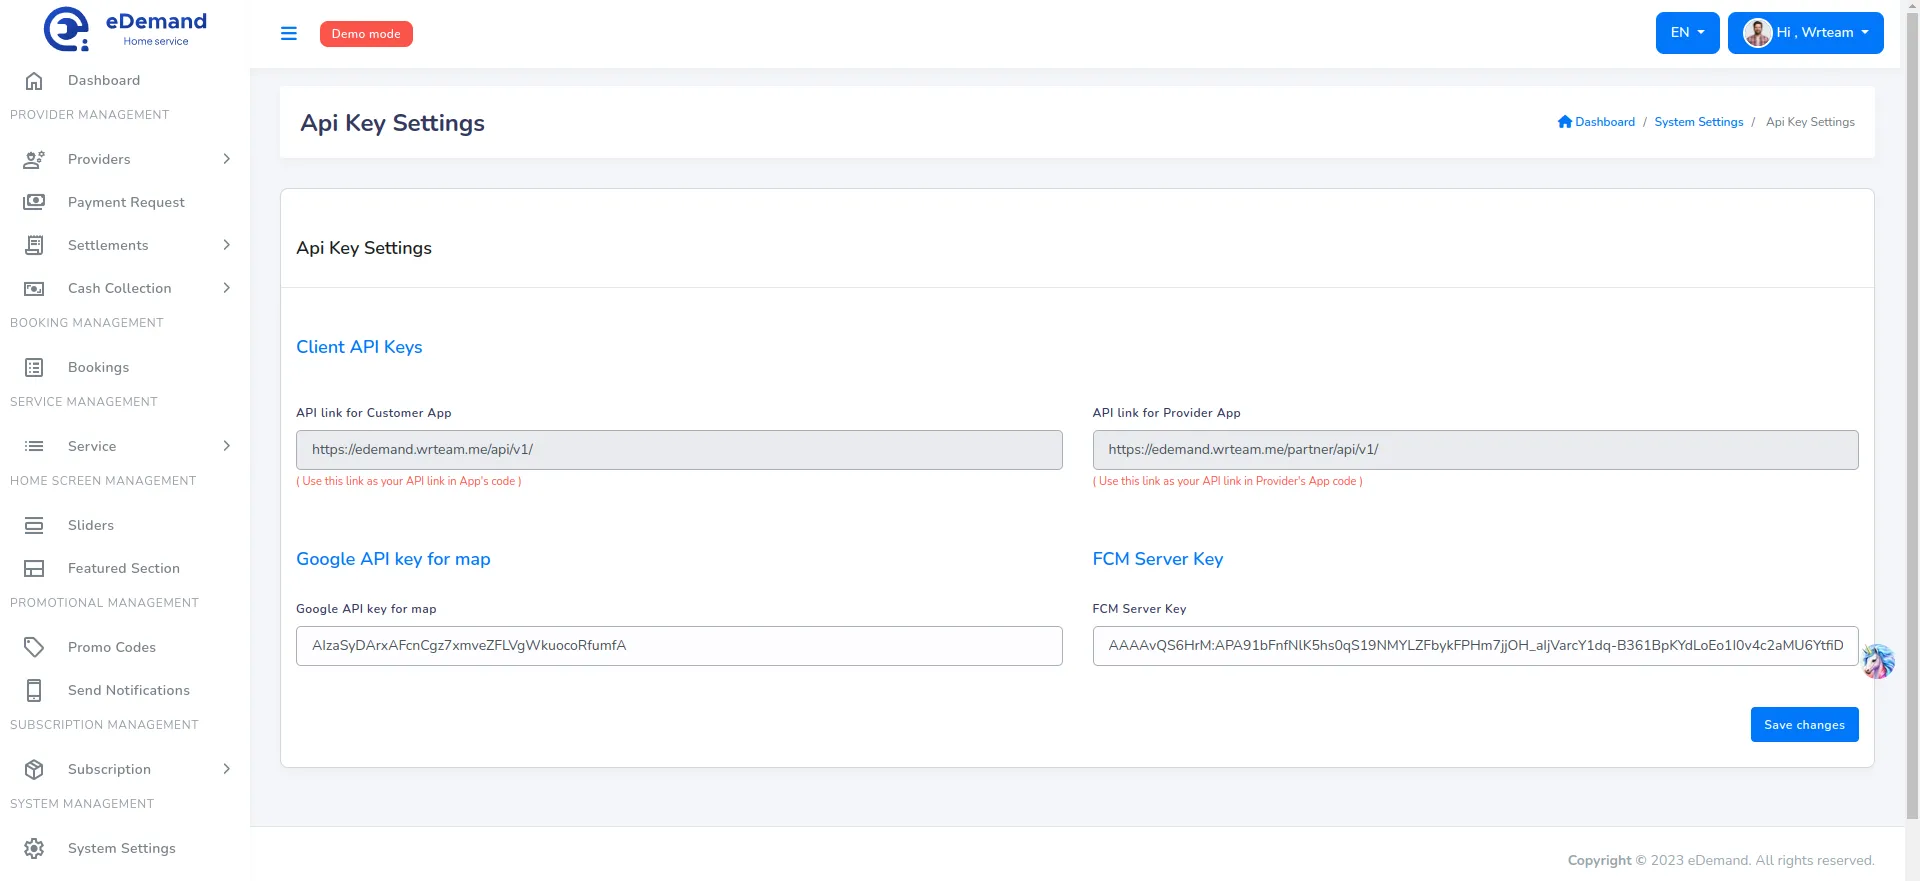 eDemand
Home service
Demo mode
EN
Hi , Wrteam
Dashboard
PROVIDER MANAGEMENT
Providers
Payment Request
Settlements
Cash Collection
BOOKING MANAGEMENT
Bookings
SERVICE MANAGEMENT
Service
HOME SCREEN MANAGEMENT
Sliders
Featured Section
PROMOTIONAL MANAGEMENT
Promo Codes
Send Notifications
SUBSCRIPTION MANAGEMENT
Subscription
SYSTEM MANAGEMENT
System Settings
Api Key Settings
Dashboard / System Settings / Api Key Settings
Api Key Settings
Client API Keys
API link for Customer App
https://edemand.wrteam.me/api/v1/
( Use this link as your API link in App's code )
API link for Provider App
https://edemand.wrteam.me/partner/api/v1/
( Use this link as your API link in Provider's App code )
Google API key for map
Google API key for map
AIzaSyDArxAFcnCgz7xmveZFLVgWkuocoRfumfA
FCM Server Key
FCM Server Key
AAAAvQS6HrM:APA91bFnfNlK5hs0qS19NMYLZFbykFPHm7jjOH_aljVarcY1dq-B361BpKYdLoEo1I0v4c2aMU6YtfiD
Save changes
Copyright © 2023 eDemand. All rights reserved.